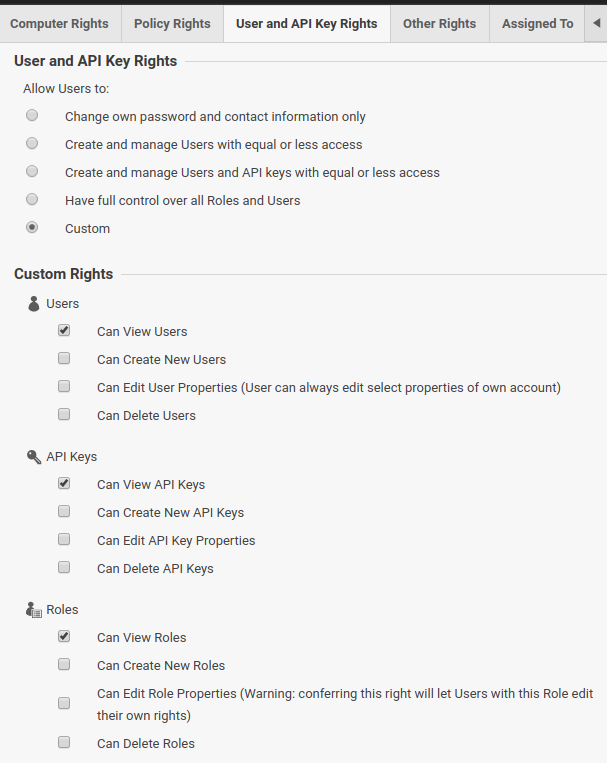 Computer Rights Policy Rights User and API Key Rights Other Rights Assigned To
User and API Key Rights
Allow Users to:
Change own password and contact information only
Create and manage Users with equal or less access
Create and manage Users and API keys with equal or less access
Have full control over all Roles and Users
Custom
Custom Rights
Users
Can View Users
Can Create New Users
Can Edit User Properties (User can always edit select properties of own account)
Can Delete Users
API Keys
Can View API Keys
Can Create New API Keys
Can Edit API Key Properties
Can Delete API Keys
Roles
Can View Roles
Can Create New Roles
Can Edit Role Properties (Warning: conferring this right will let Users with this Role edit
their own rights)
Can Delete Roles